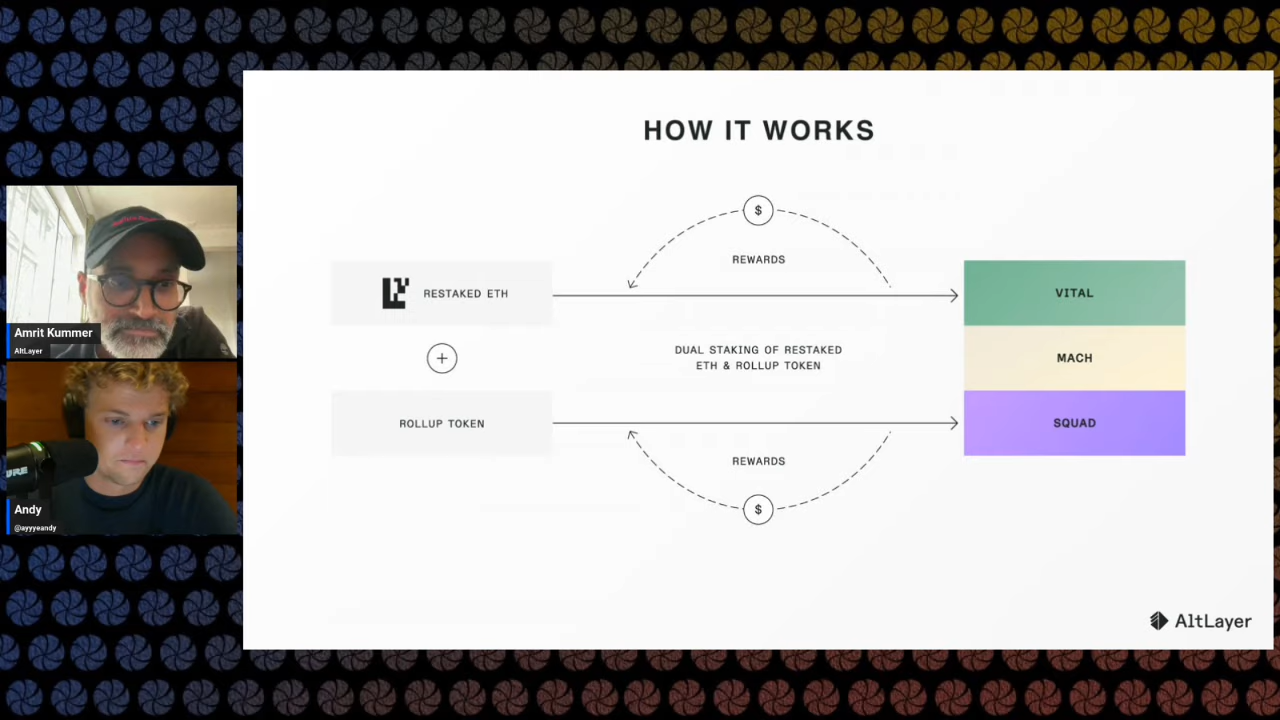 HOW IT WORKS
$
REWARDS
RESTAKED ETH
VITAL
DUAL STAKING OF RESTAKED
ETH & ROLLUP TOKEN
MACH
ROLLUP TOKEN
SQUAD
REWARDS
$
AltLayer
Amrit Kummer
AltLayer
URE
Andy
@ayyyeandy